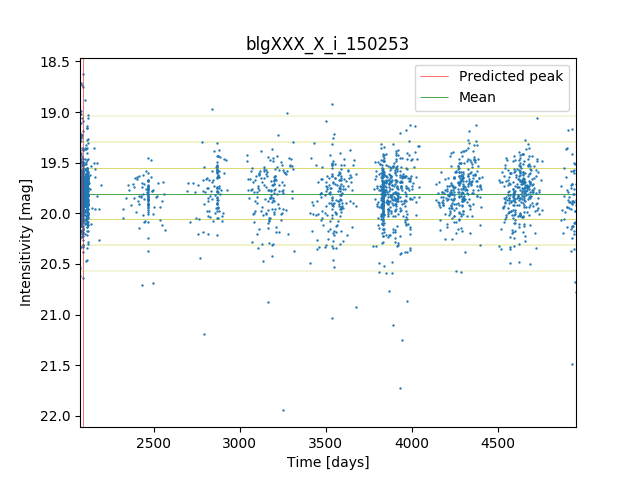 blgXXX_X_i_150253
Predicted peak
Mean
Intensitivity [mag]
18.5
19.0
19.5
20.0
20.5
21.0
21.5
22.0
2500
3000
3500
4000
4500
Time [days]